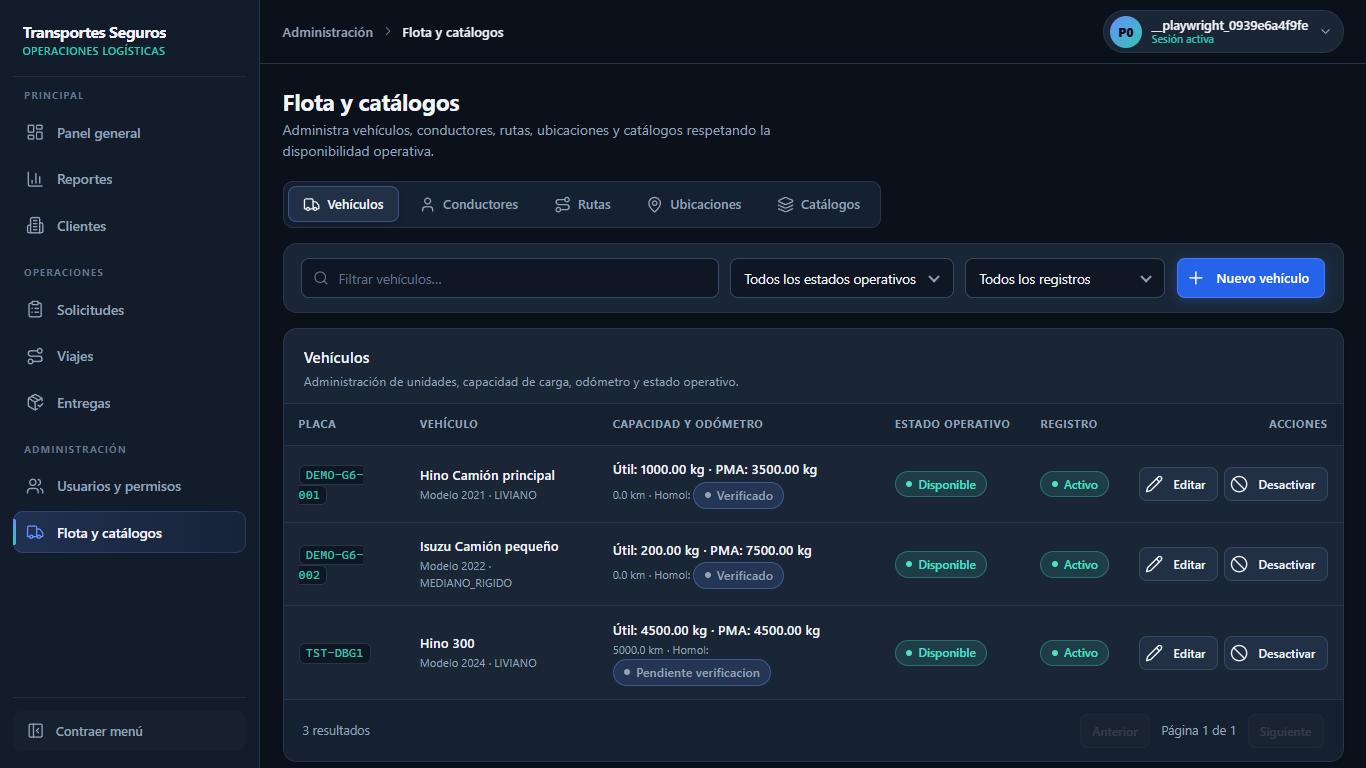 Transportes Seguros
OPERACIONES LOGÍSTICAS
PRINCIPAL
Panel general
Reportes
Clientes
OPERACIONES
Solicitudes
Viajes
Entregas
ADMINISTRACIÓN
Usuarios y permisos
Flota y catálogos
Contraer menú
Administración > Flota y catálogos
P0
__playwright_0939e6a4f9fe
Sesión activa
Flota y catálogos
Administra vehículos, conductores, rutas, ubicaciones y catálogos respetando la
disponibilidad operativa.
Vehículos Conductores Rutas Ubicaciones Catálogos
Filtrar vehículos... Todos los estados operativos Todos los registros + Nuevo vehículo
Vehículos
Administración de unidades, capacidad de carga, odómetro y estado operativo.
PLACA VEHÍCULO CAPACIDAD Y ODÓMETRO ESTADO OPERATIVO REGISTRO ACCIONES
DEMO-G6-
001
Hino Camión principal
Modelo 2021 · LIVIANO
Útil: 1000.00 kg · PMA: 3500.00 kg
0.0 km · Homol: Verificado
Disponible
Activo
Editar
Desactivar
DEMO-G6-
002
Isuzu Camión pequeño
Modelo 2022 ·
MEDIANO_RIGIDO
Útil: 200.00 kg · PMA: 7500.00 kg
0.0 km · Homol: Verificado
Disponible
Activo
Editar
Desactivar
TST-DBG1
Hino 300
Modelo 2024 · LIVIANO
Útil: 4500.00 kg · PMA: 4500.00 kg
5000.0 km · Homol:
Pendiente verificacion
Disponible
Activo
Editar
Desactivar
3 resultados
Anterior Página 1 de 1 Siguiente